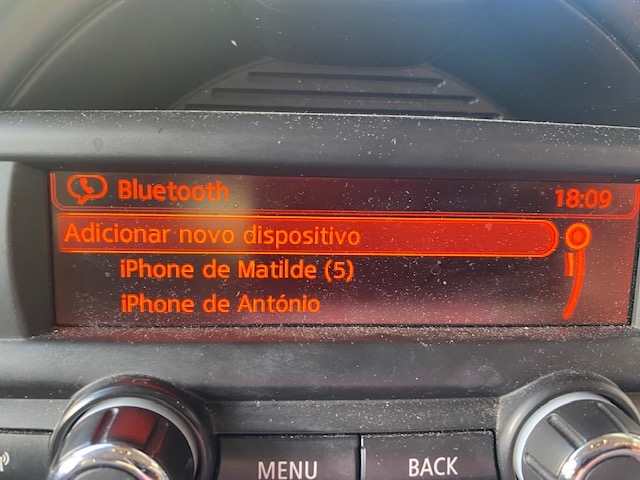 Bluetooth 18:09
Adicionar novo dispositivo
iPhone de Matilde (5)
iPhone de António
MENU BACK